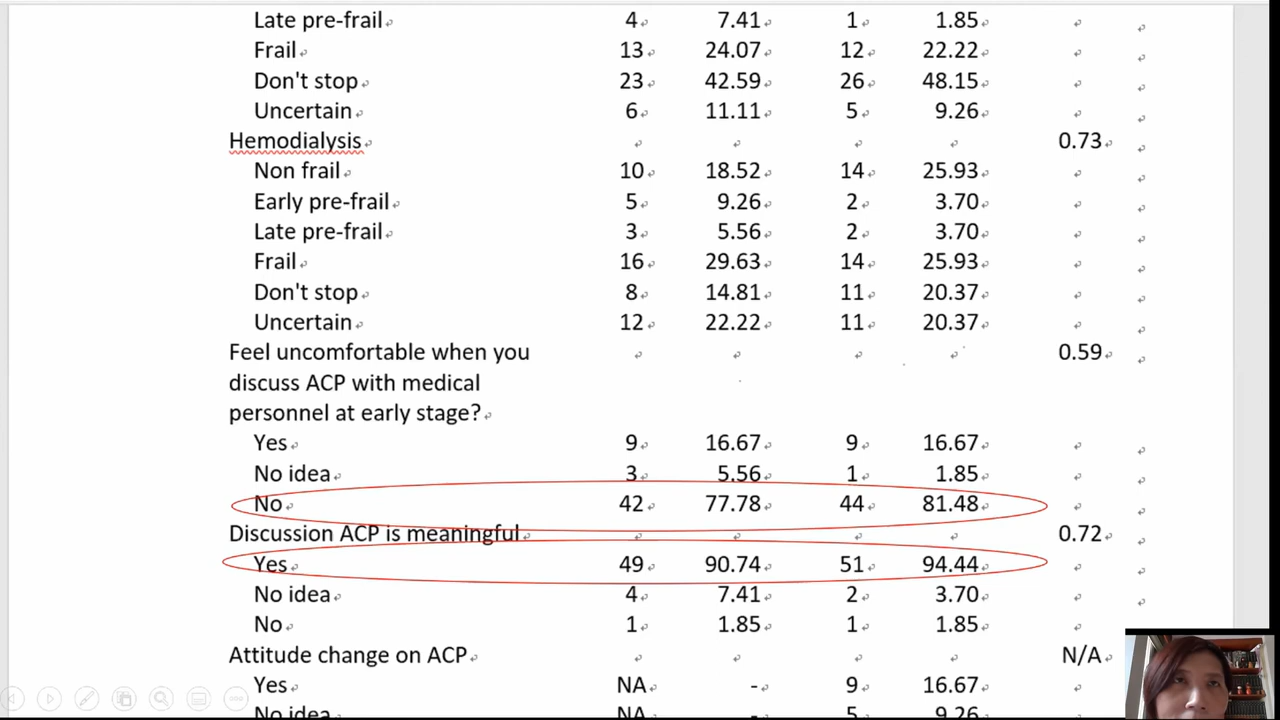 Late pre-frail 4 7.41 1 1.85
Frail 13 24.07 12 22.22
Don't stop 23 42.59 26 48.15
Uncertain 6 11.11 5 9.26
Hemodialysis 0.73
Non frail 10 18.52 14 25.93
Early pre-frail 5 9.26 2 3.70
Late pre-frail 3 5.56 2 3.70
Frail 16 29.63 14 25.93
Don't stop 8 14.81 11 20.37
Uncertain 12 22.22 11 20.37
Feel uncomfortable when you 0.59
discuss ACP with medical
personnel at early stage?
Yes 9 16.67 9 16.67
No idea 3 5.56 1 1.85
No 42 77.78 44 81.48
Discussion ACP is meaningful 0.72
Yes 49 90.74 51 94.44
No idea 4 7.41 2 3.70
No 1 1.85 1 1.85
Attitude change on ACP N/A
Yes NA - 9 16.67
No idea NA - 5 9.26